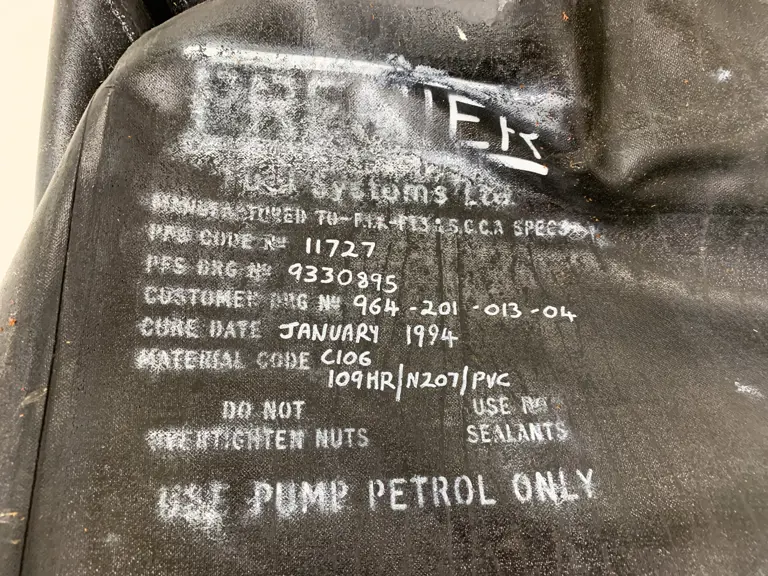 PREMIER
Fuel Systems Ltd
MANUFACTURED TO-F.I.A-FT3 & S.C.C.A SPECS
CODE Nº 11727
PFS DRG Nº 9330895
CUSTOMER DRG Nº 964-201-013-04
CURE DATE JANUARY 1994
MATERIAL CODE C106
109HR/N207/PVC
DO NOT USE NO
OVERTIGHTEN NUTS SEALANTS
USE PUMP PETROL ONLY